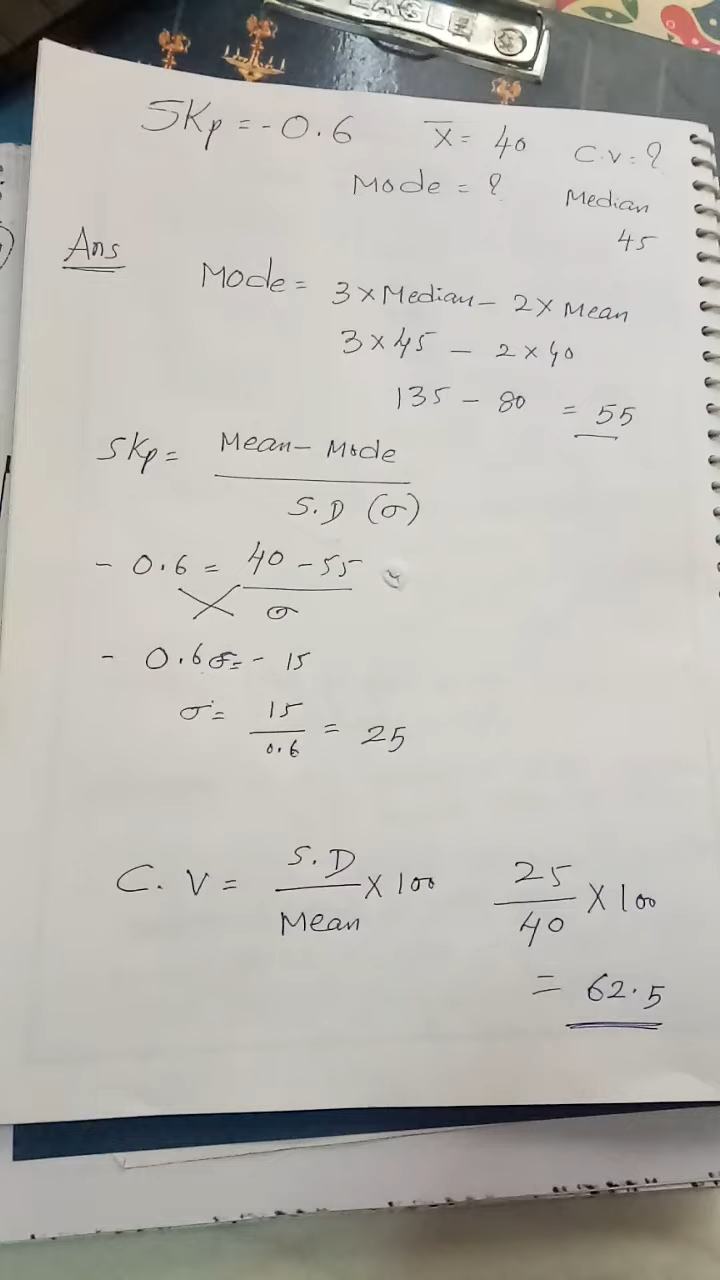 EAGLE
SKp = -0.6 x̄ = 40 C.V = ?
Mode = ? Median
45
Ans
Mode = 3 × Median - 2 × Mean
3 × 45 - 2 × 40
135 - 80 = 55
SKp = Mean - Mode
S.D (σ)
- 0.6 = 40 - 55
σ
- 0.6σ = - 15
σ = 15 = 25
0.6
C. V = S.D × 100 25 × 100
Mean 40
= 62.5